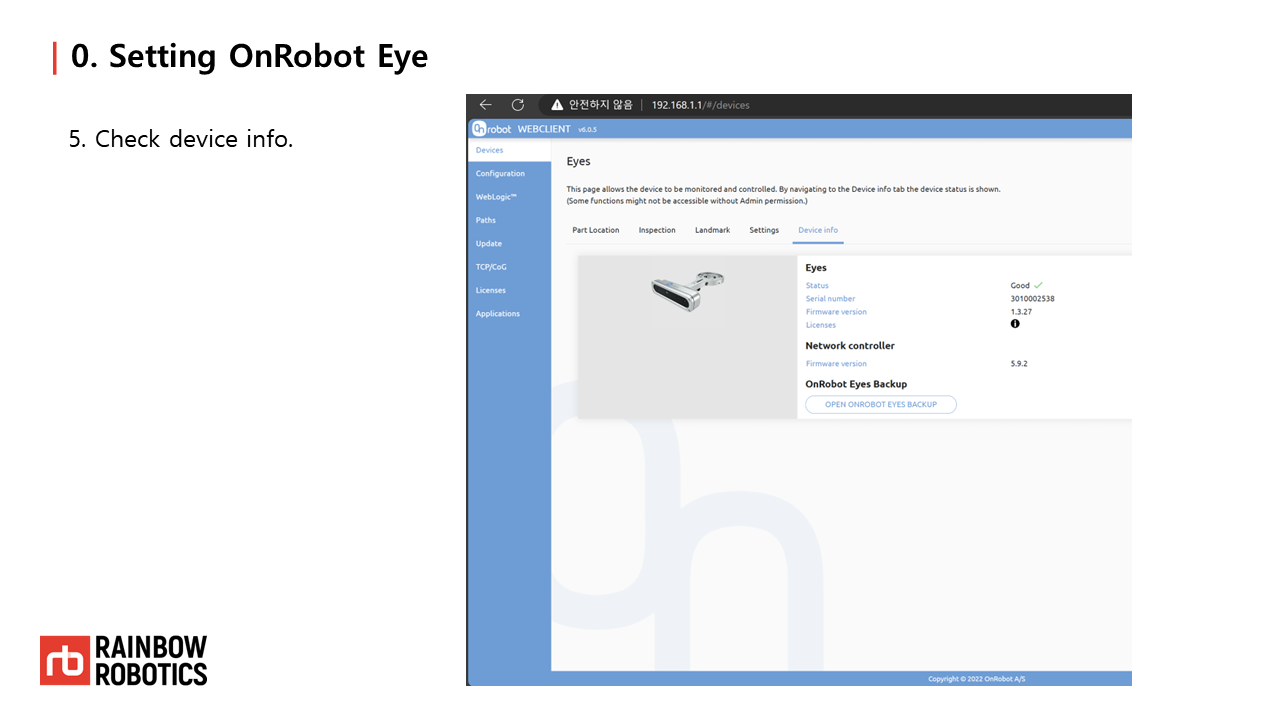 0. Setting OnRobot Eye
5. Check device info.
안전하지 않음 | 192.168.1.1/#/devices
On robot WEBCLIENT v6.0.5
Devices
Configuration
WebLogic™
Paths
Update
TCP/CoG
Licenses
Applications
Eyes
This page allows the device to be monitored and controlled. By navigating to the Device info tab the device status is shown.
(Some functions might not be accessible without Admin permission.)
Part Location Inspection Landmark Settings Device info
Eyes
Status Good
Serial number 3010002538
Firmware version 1.3.27
Licenses
Network controller
Firmware version 5.9.2
OnRobot Eyes Backup
OPEN ONROBOT EYES BACKUP
Copyright © 2022 OnRobot A/S
rb RAINBOW
ROBOTICS